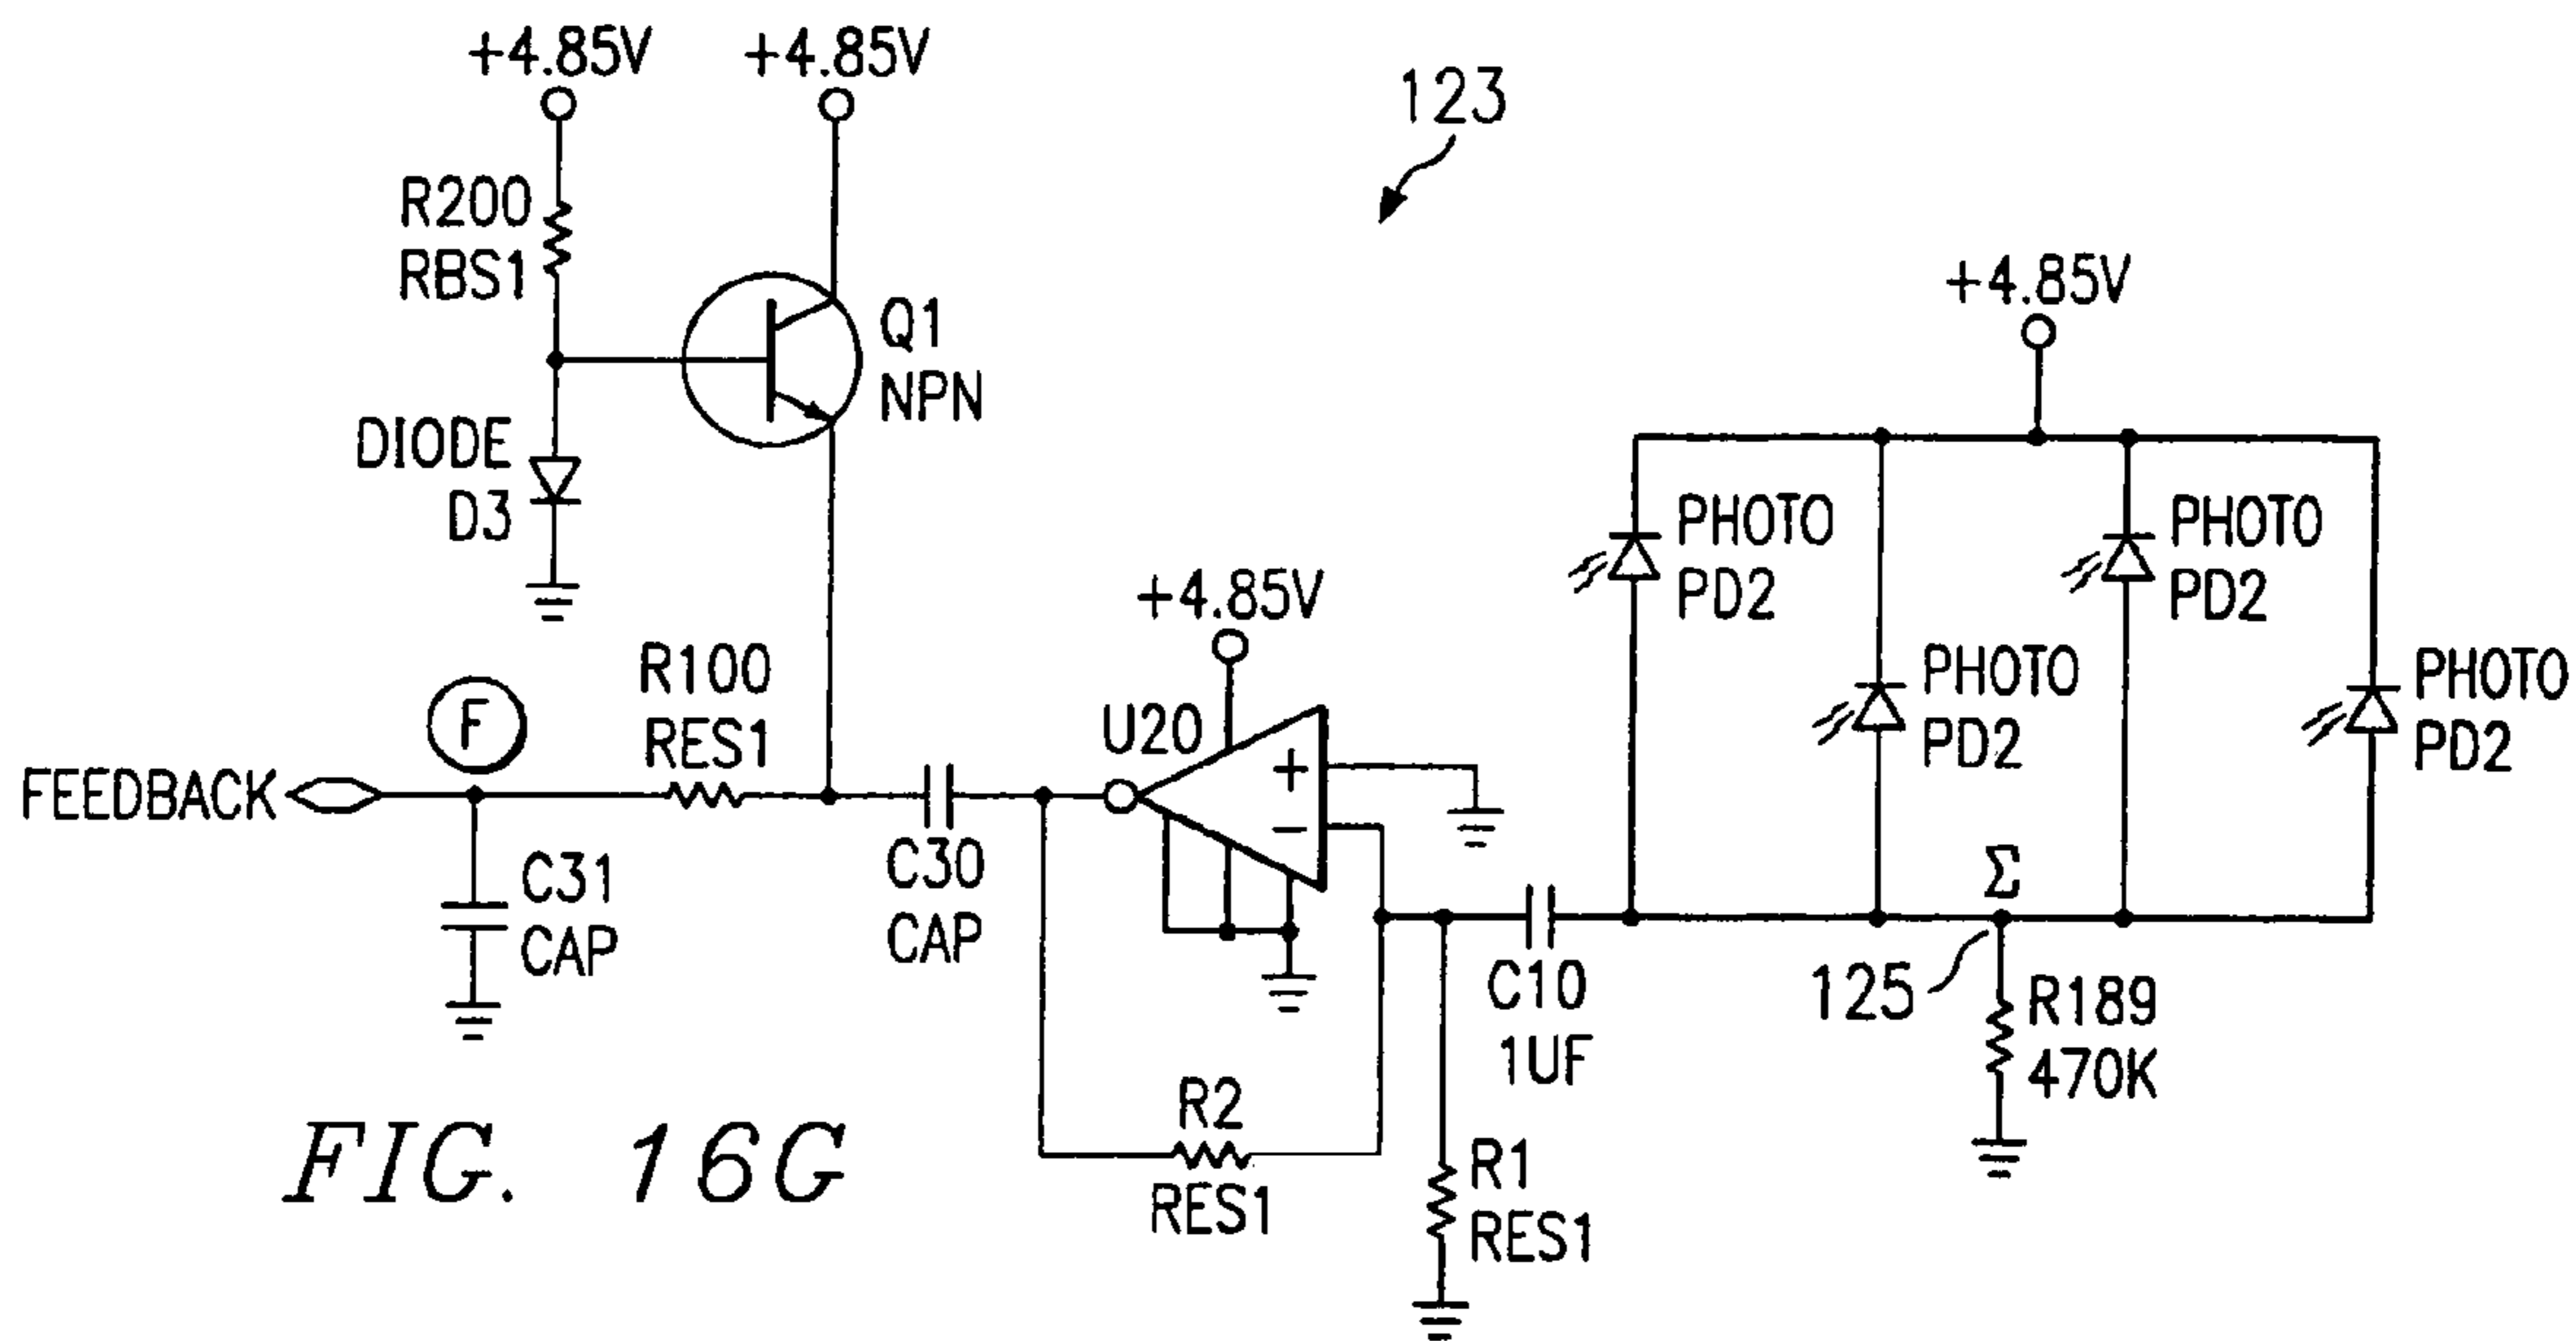 +4.85V
+4.85V
123
R200
RBS1
Q1
NPN
+4.85V
DIODE
D3
PHOTO
PD2
PHOTO
PD2
+4.85V
R100
RES1
PHOTO
PD2
PHOTO
PD2
F
U20
FEEDBACK
+
−
C31
CAP
C30
CAP
Σ
C10
1UF
125
R189
470K
R2
RES1
R1
RES1
FIG. 16G